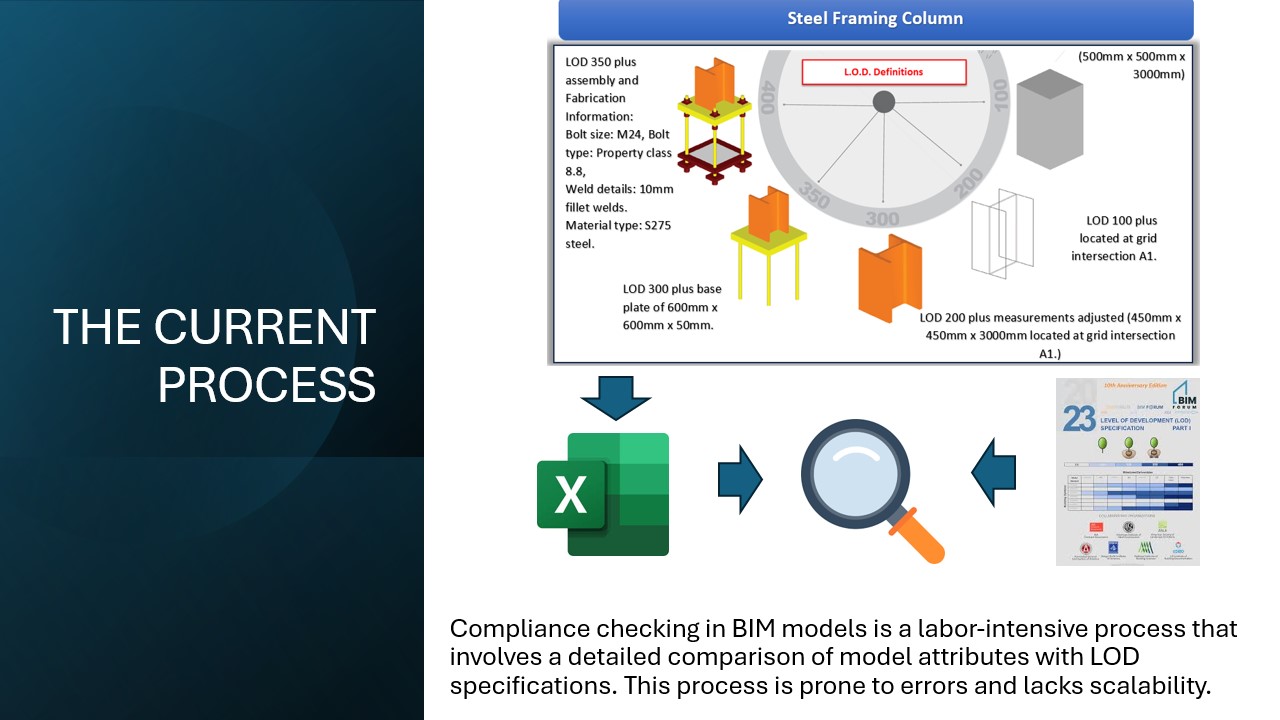 THE CURRENT
PROCESS
Steel Framing Column
LOD 350 plus
assembly and
Fabrication
Information:
Bolt size: M24, Bolt
type: Property class
8.8,
Weld details: 10mm
fillet welds.
Material type: S275
steel.
L.O.D. Definitions
400
350
300
200
100
(500mm x 500mm x
3000mm)
LOD 100 plus
located at grid
intersection A1.
LOD 300 plus base
plate of 600mm x
600mm x 50mm.
LOD 200 plus measurements adjusted (450mm x
450mm x 3000mm located at grid intersection
A1.)
X
10th Anniversary Edition
20
23
BIM
FORUM
LEVEL OF DEVELOPMENT (LOD)
SPECIFICATION PART I
Compliance checking in BIM models is a labor-intensive process that
involves a detailed comparison of model attributes with LOD
specifications. This process is prone to errors and lacks scalability.